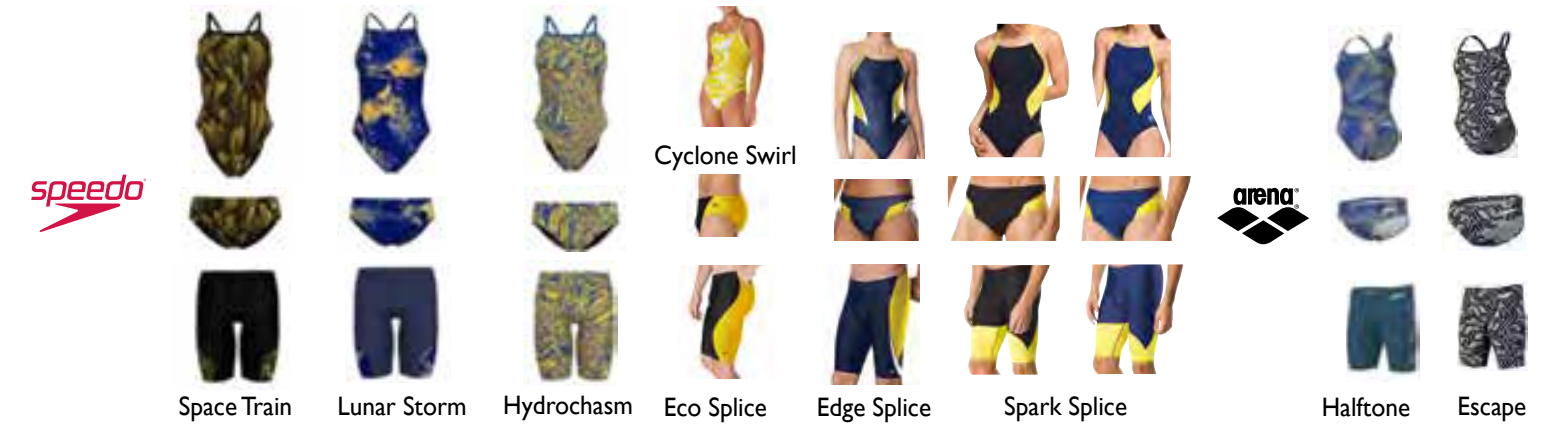 Cyclone Swirl
speedo
arena
Space Train
Lunar Storm
Hydrochasm
Eco Splice
Edge Splice
Spark Splice
Halftone
Escape